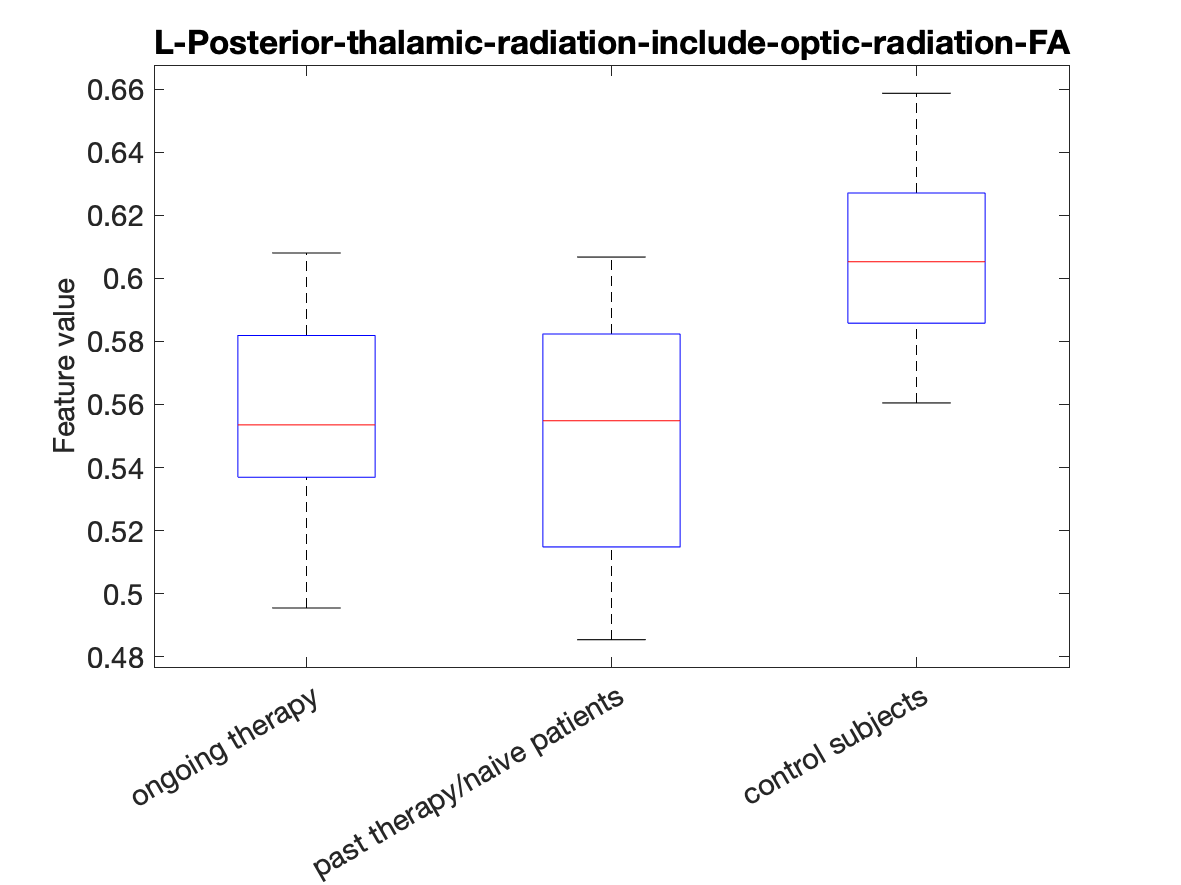 L-Posterior-thalamic-radiation-include-optic-radiation-FA
0.66
0.64
0.62
0.6
0.58
0.56
0.54
0.52
0.5
0.48
Feature value
ongoing therapy
past therapy/naive patients
control subjects